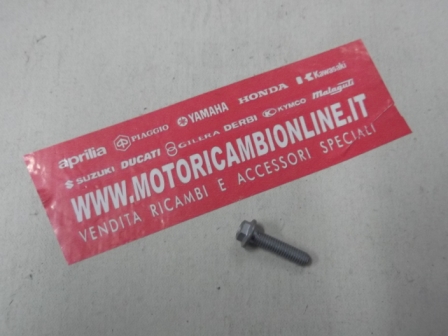 aprilia PIAGGIO YAMAHA HONDA Kawasaki
SUZUKI DUCATI GILERA DERBI KYMCO Malaguti
WWW.MOTORICAMBIONLINE.IT
VENDITA RICAMBI E ACCESSORI SPECIALI